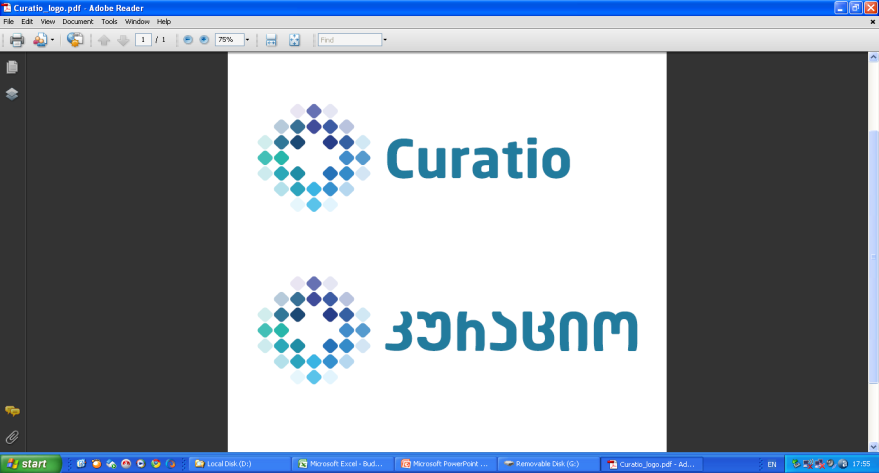 Curatio_logo.pdf - Adobe Reader
File Edit View Document Tools Window Help
1 / 1 75% Find
Curatio
კურაციო
start Local Disk (D:) Microsoft Excel - Bud... Microsoft PowerPoint ... Removable Disk (G:) Curatio_logo.pdf - Ad... EN 17:55